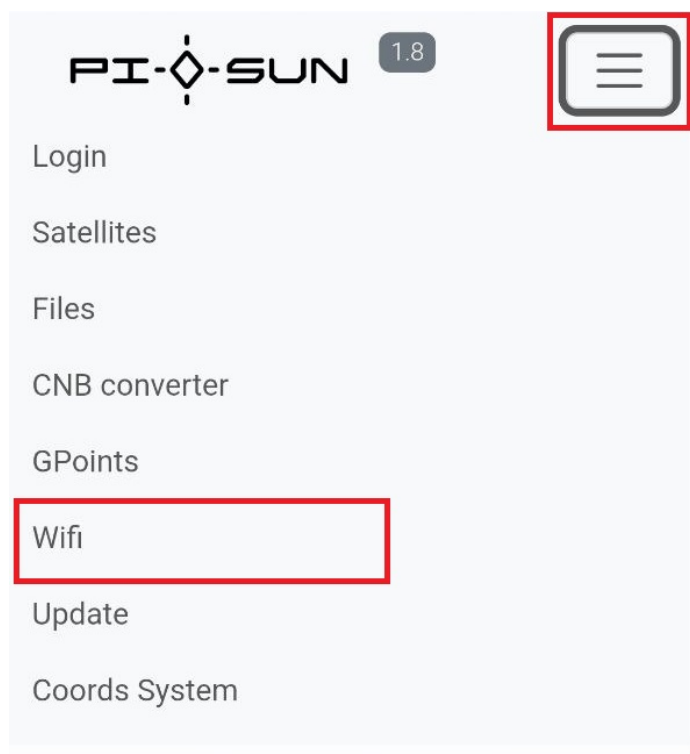 PI-SUN 1.8
Login
Satellites
Files
CNB converter
GPoints
Wifi
Update
Coords System